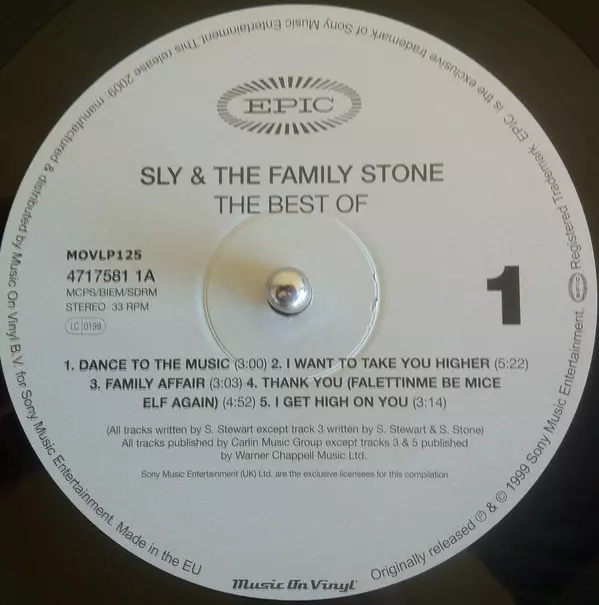 EPIC
SLY & THE FAMILY STONE
THE BEST OF
MOVLP125
4717581 1A
MCPS/BIEM/SDRM
STEREO 33 RPM
LC 0199
1
1. DANCE TO THE MUSIC (3:00) 2. I WANT TO TAKE YOU HIGHER (5:22)
3. FAMILY AFFAIR (3:03) 4. THANK YOU (FALETTINME BE MICE
ELF AGAIN) (4:52) 5. I GET HIGH ON YOU (3:14)
(All tracks written by S. Stewart except track 3 written by S. Stewart & S. Stone)
All tracks published by Carlin Music Group except tracks 3 & 5 published
by Warner Chappell Music Ltd.
Sony Music Entertainment (UK) Ltd. are the exclusive licensees for this compilation
Music On Vinyl
Originally released ℗ & © 1999 Sony Music Entertainment. EPIC Registered Trademark. EPIC is the exclusive trademark of Sony Music Entertainment. This release 2009, manufactured & distributed by Music On Vinyl B.V. for Sony Music Entertainment. Made in the EU